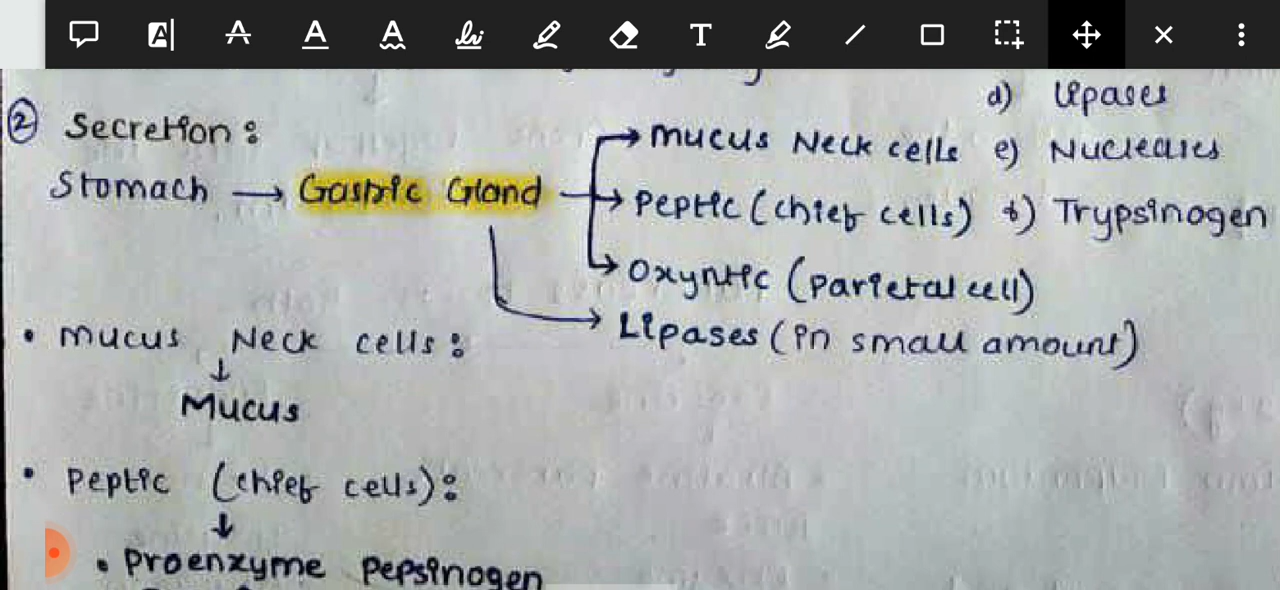 d) Lipases
② Secretion:
→ Mucus Neck cells e) Nucleases
Stomach → Gastric Gland → Peptic (chief cells) f) Trypsinogen
→ Oxyntic (Parietal cell)
→ Lipases (in small amount)
• Mucus Neck cells:
↓
Mucus
• Peptic (chief cells):
↓
• Proenzyme Pepsinogen